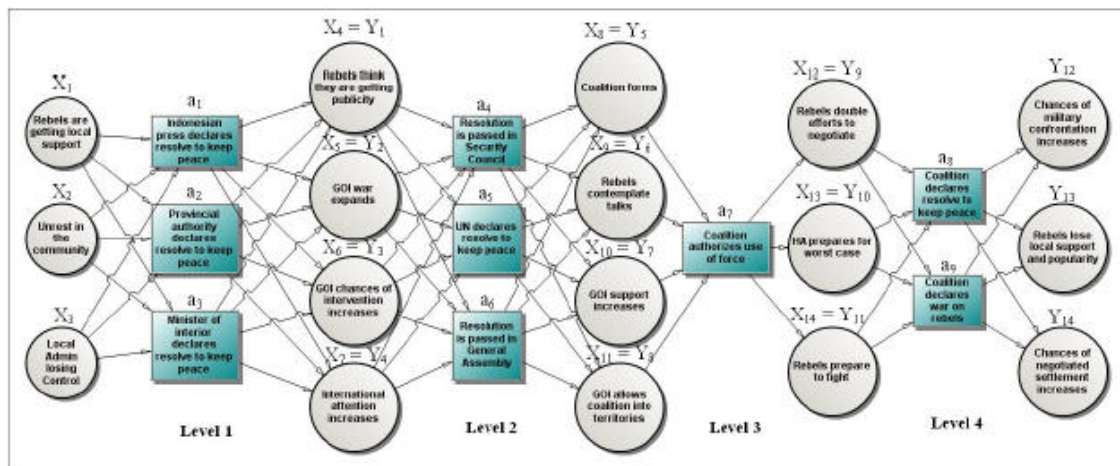 X1
Rebels are
getting local
support
X2
Unrest in
the
community
X3
Local
Admin
losing
Control
a1
Indonesian
press declares
resolve to keep
peace
a2
Provincial
authority
declares
resolve to keep
peace
a3
Minister of
interior
declares
resolve to keep
peace
Level 1
X4 = Y1
Rebels think
they are getting
publicity
X5 = Y2
GOI war
expands
X6 = Y3
GOI chances of
intervention
increases
X7 = Y4
International
attention
increases
a4
Resolution
is passed in
Security
Council
a5
UN declares
resolve to
keep peace
a6
Resolution
is passed in
General
Assembly
Level 2
X8 = Y5
Coalition forms
X9 = Y6
Rebels
contemplate
talks
X10 = Y7
GOI support
increases
X11 = Y8
GOI allows
coalition into
territories
a7
Coalition
authorizes use
of force
Level 3
X12 = Y9
Rebels double
efforts to
negotiate
X13 = Y10
HA prepares for
worst case
X14 = Y11
Rebels prepare
to fight
a8
Coalition
declares
resolve to
keep peace
a9
Coalition
declares
war on
rebels
Level 4
Y12
Chances of
military
confrontation
increases
Y13
Rebels lose
local support
and popularity
Y14
Chances of
negotiated
settlement
increases